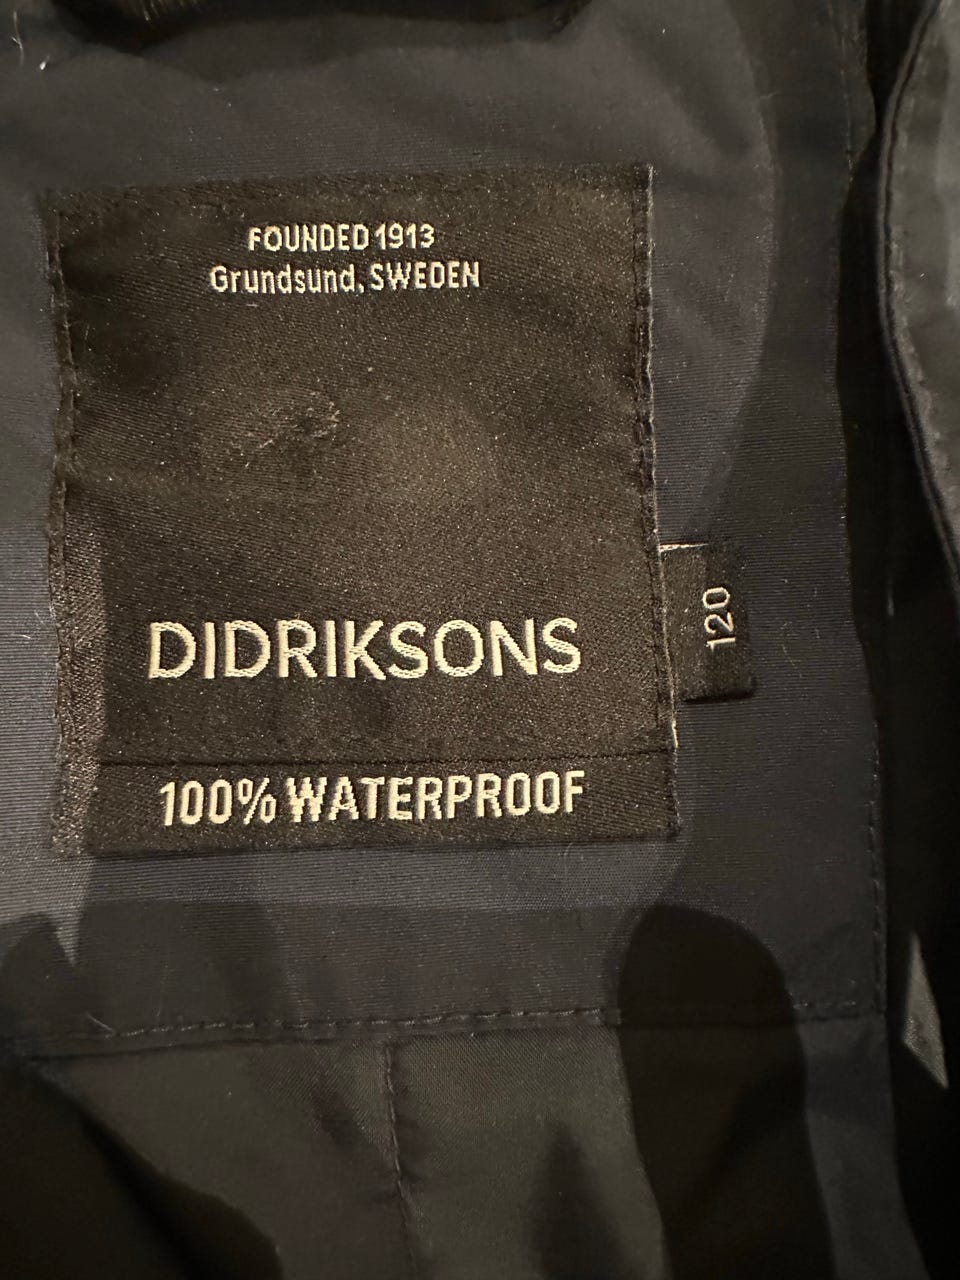 FOUNDED 1913
Grundsund, SWEDEN
DIDRIKSONS
120
100% WATERPROOF